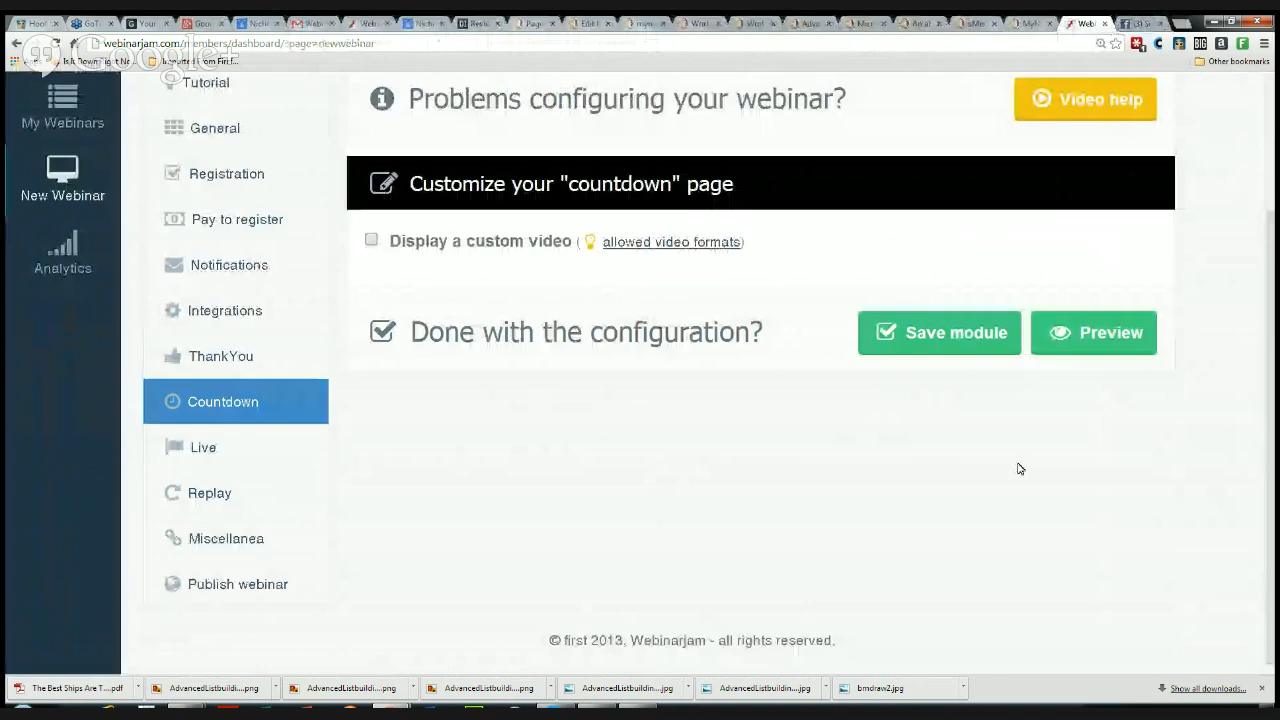 webinarjam.com/members/dashboard/?page=newwebinar
Google+
Other bookmarks
My Webinars
New Webinar
Analytics
Tutorial
General
Registration
Pay to register
Notifications
Integrations
ThankYou
Countdown
Live
Replay
Miscellanea
Publish webinar
Problems configuring your webinar?
Video help
Customize your "countdown" page
Display a custom video ( allowed video formats)
Done with the configuration?
Save module
Preview
© first 2013, Webinarjam - all rights reserved.
The Best Ships Are T....pdf
AdvancedListbuildi....png
AdvancedListbuildi....png
AdvancedListbuildi....png
AdvancedListbuildin....jpg
AdvancedListbuildin....jpg
bmdraw2.jpg
Show all downloads...